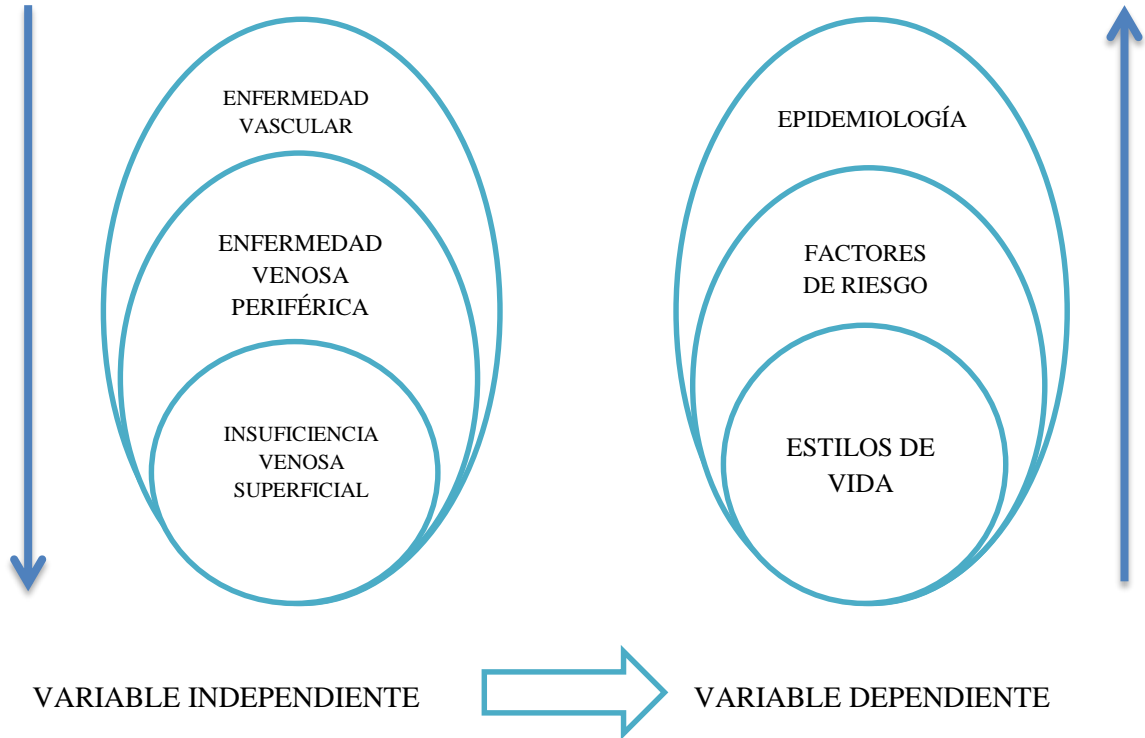 ENFERMEDAD
VASCULAR
ENFERMEDAD
VENOSA
PERIFÉRICA
INSUFICIENCIA
VENOSA
SUPERFICIAL
EPIDEMIOLOGÍA
FACTORES
DE RIESGO
ESTILOS DE
VIDA
VARIABLE INDEPENDIENTE
VARIABLE DEPENDIENTE